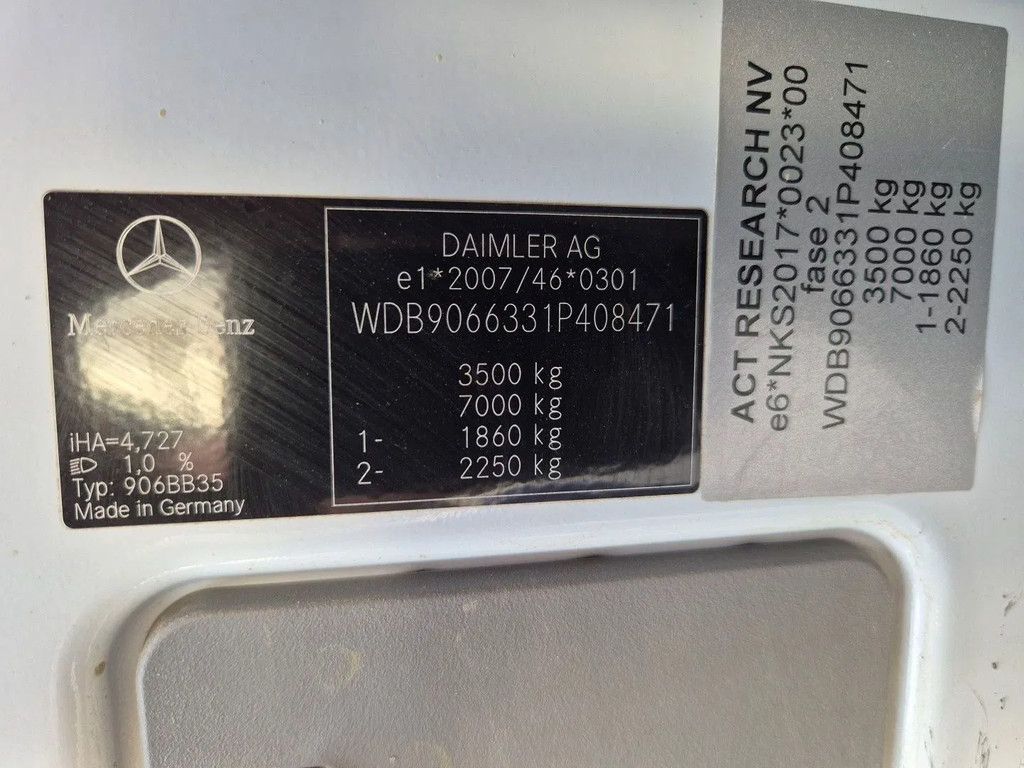 Mercedes-Benz
iHA=4,727
1,0 %
Typ: 906BB35
Made in Germany
DAIMLER AG
e1*2007/46*0301
WDB9066331P408471
3500 kg
7000 kg
1- 1860 kg
2- 2250 kg
ACT RESEARCH NV
e6*NKS2017*0023*00
fase 2
WDB9066331P408471
3500 kg
7000 kg
1-1860 kg
2-2250 kg